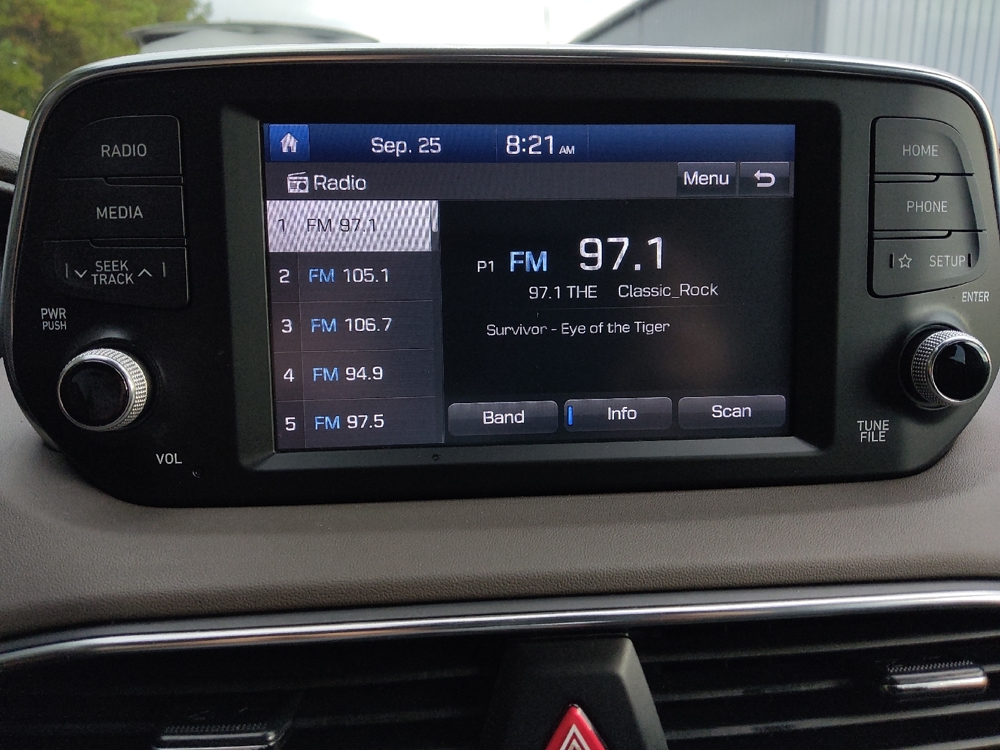 RADIO
MEDIA
SEEK
TRACK
PWR
PUSH
VOL
Sep. 25 8:21 AM
Radio Menu
1 FM 97.1
2 FM 105.1
3 FM 106.7
4 FM 94.9
5 FM 97.5
P1 FM 97.1
97.1 THE Classic_Rock
Survivor - Eye of the Tiger
Band Info Scan
HOME
PHONE
SETUP
ENTER
TUNE
FILE